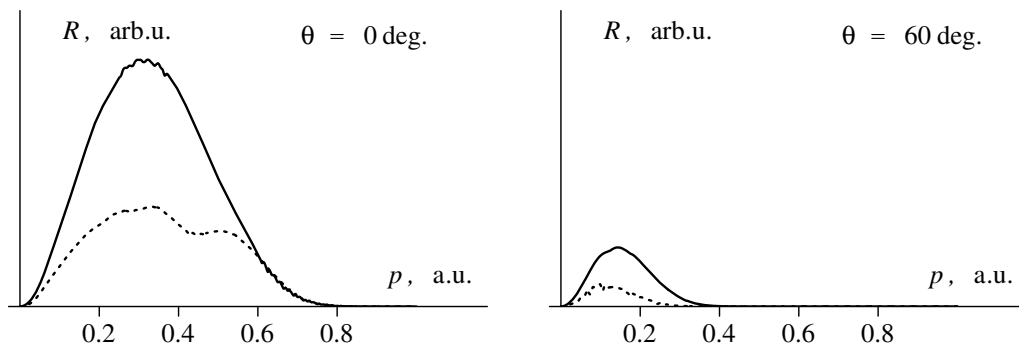 R, arb.u.
θ = 0 deg.
p, a.u.
0.2 0.4 0.6 0.8
R, arb.u.
θ = 60 deg.
p, a.u.
0.2 0.4 0.6 0.8